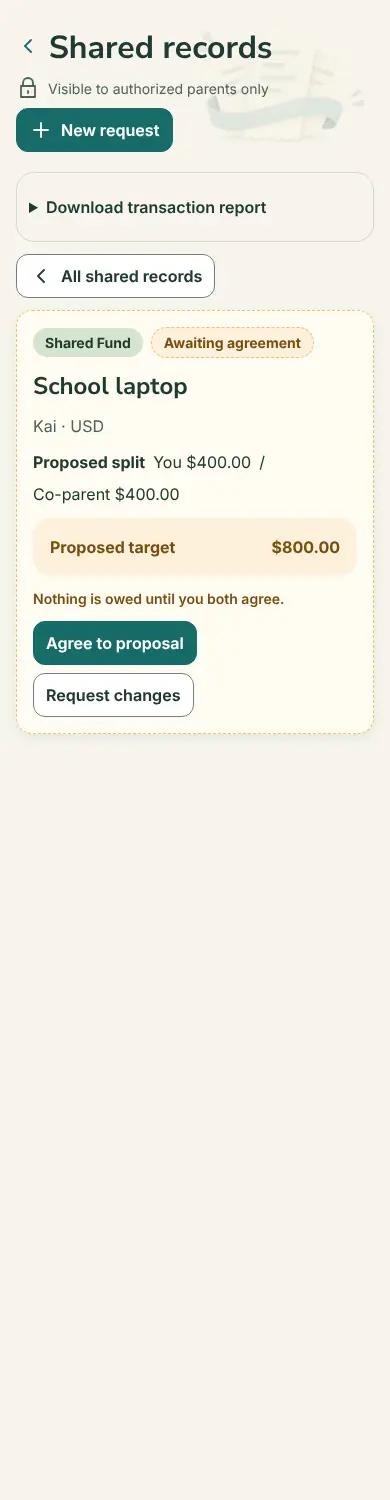 Shared records
Visible to authorized parents only
New request
Download transaction report
All shared records
Shared Fund
Awaiting agreement
School laptop
Kai · USD
Proposed split You $400.00 /
Co-parent $400.00
Proposed target $800.00
Nothing is owed until you both agree.
Agree to proposal
Request changes